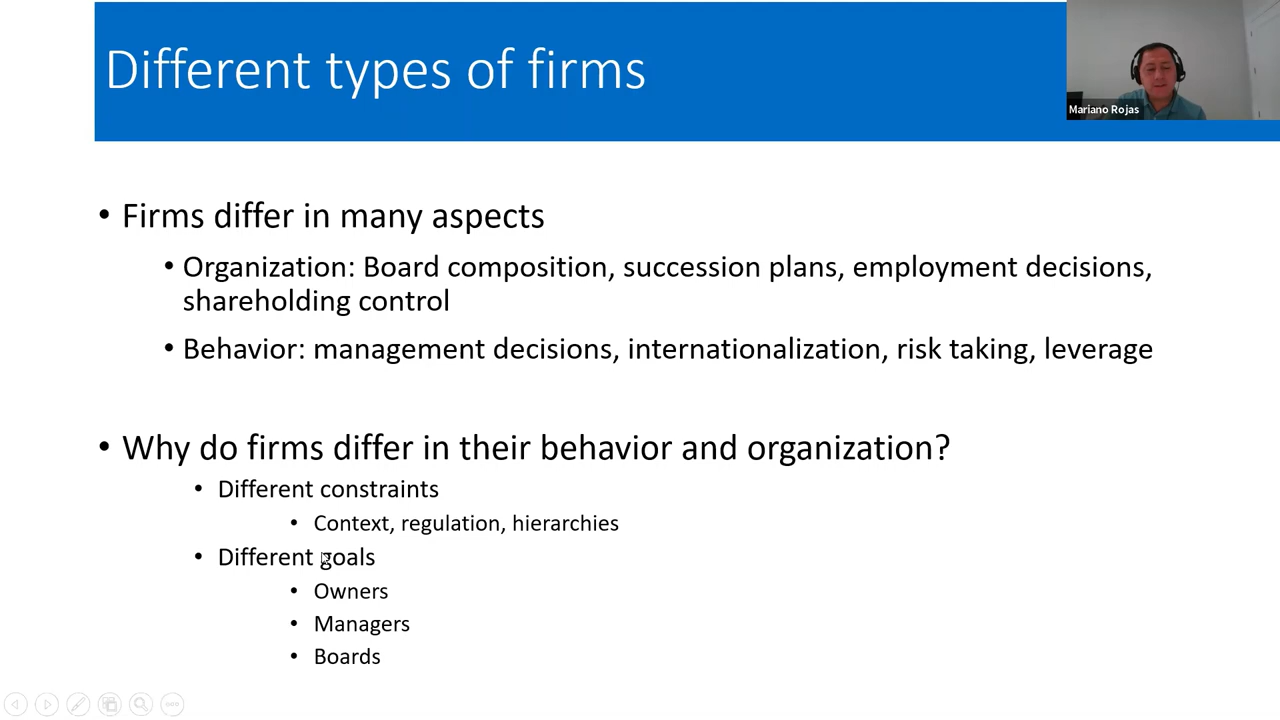 Different types of firms
Mariano Rojas
• Firms differ in many aspects
• Organization: Board composition, succession plans, employment decisions,
shareholding control
• Behavior: management decisions, internationalization, risk taking, leverage
• Why do firms differ in their behavior and organization?
• Different constraints
• Context, regulation, hierarchies
• Different goals
• Owners
• Managers
• Boards